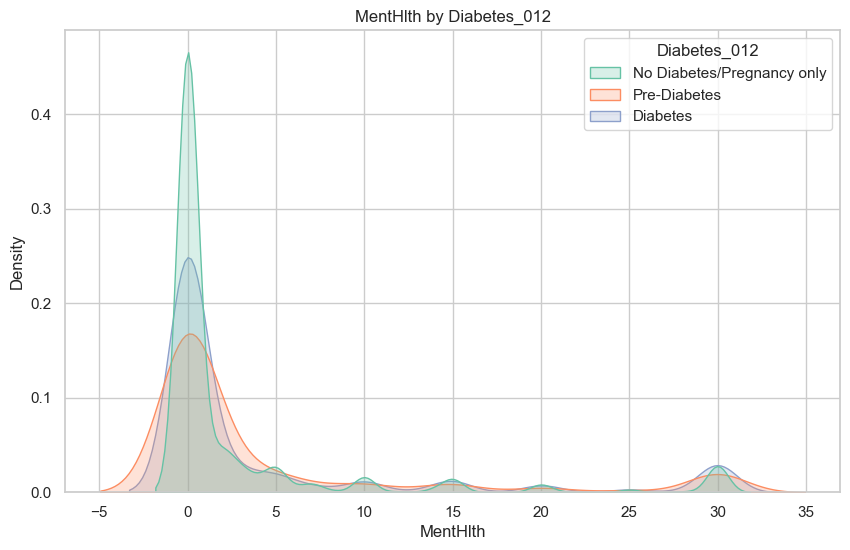 MentHlth by Diabetes_012
Diabetes_012
No Diabetes/Pregnancy only
Pre-Diabetes
Diabetes
Density
0.4
0.3
0.2
0.1
0.0
−5
0
5
10
15
20
25
30
35
MentHlth